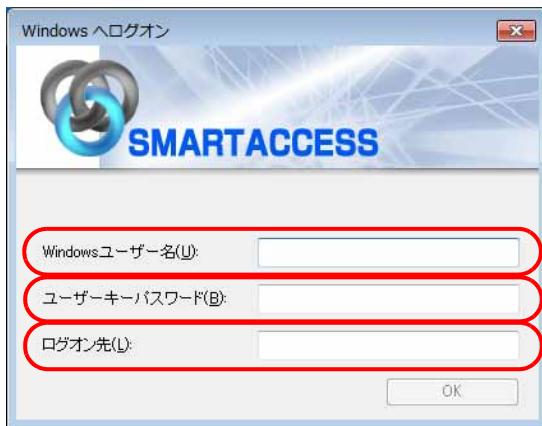 Windows へログオン
SMARTACCESS
Windowsユーザー名(U):
ユーザーキーパスワード(B):
ログオン先(L):
OK